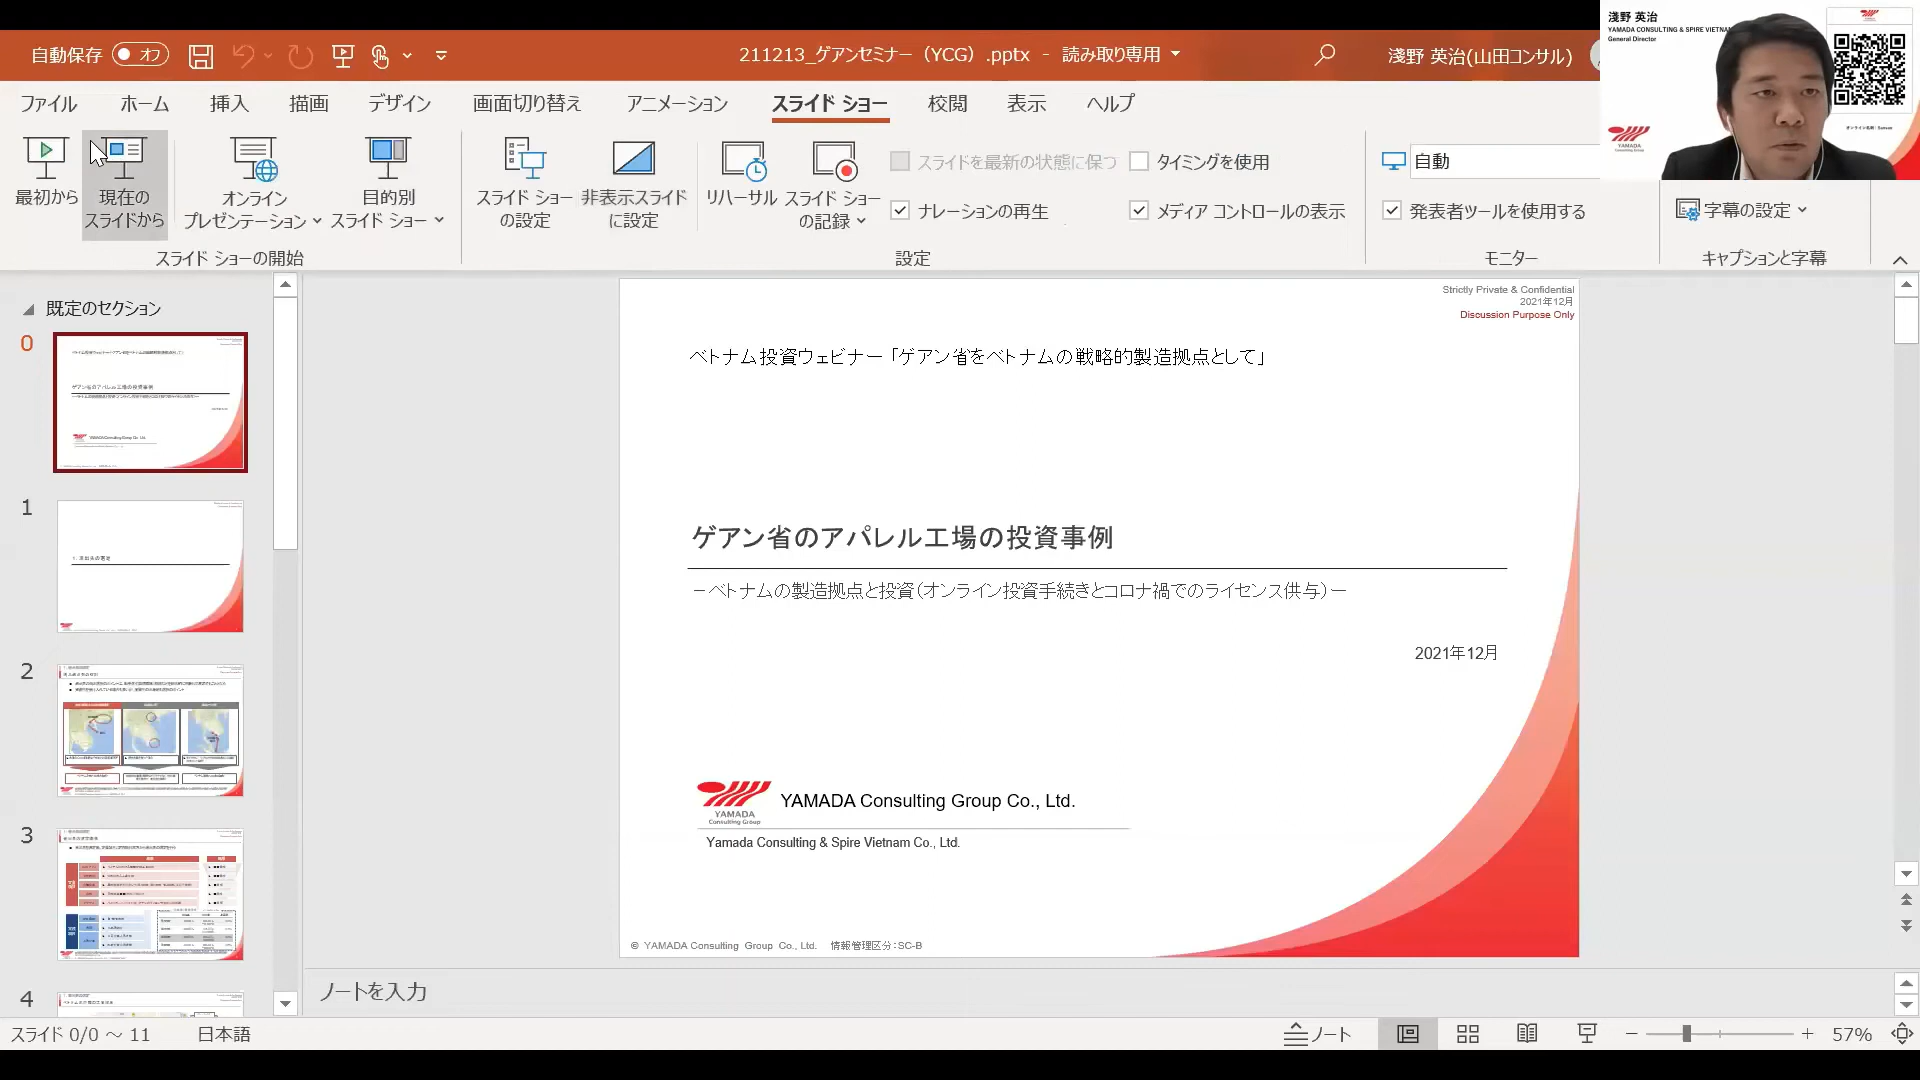 自動保存 オフ
211213_ゲアンセミナー（YCG）.pptx - 読み取り専用
淺野 英治(山田コンサル)
淺野 英治
YAMADA CONSULTING & SPIRE VIETNAM
General Director
ファイル ホーム 挿入 描画 デザイン 画面切り替え アニメーション スライド ショー 校閲 表示 ヘルプ
最初から
現在の
スライドから
オンライン
プレゼンテーション
目的別
スライド ショー
スライド ショーの開始
スライド ショー
の設定
非表示スライド
に設定
リハーサル
スライド ショー
の記録
スライドを最新の状態に保つ
タイミングを使用
ナレーションの再生
メディア コントロールの表示
設定
自動
発表者ツールを使用する
モニター
字幕の設定
キャプションと字幕
既定のセクション
0
1
2
3
4
Strictly Private & Confidential
2021年12月
Discussion Purpose Only
ベトナム投資ウェビナー「ゲアン省をベトナムの戦略的製造拠点として」
ゲアン省のアパレル工場の投資事例
－ベトナムの製造拠点と投資（オンライン投資手続きとコロナ禍でのライセンス供与）－
2021年12月
YAMADA
Consulting Group
YAMADA Consulting Group Co., Ltd.
Yamada Consulting & Spire Vietnam Co., Ltd.
© YAMADA Consulting Group Co., Ltd. 情報管理区分：SC-B
ノートを入力
スライド 0/0 ～ 11 日本語
ノート
57%